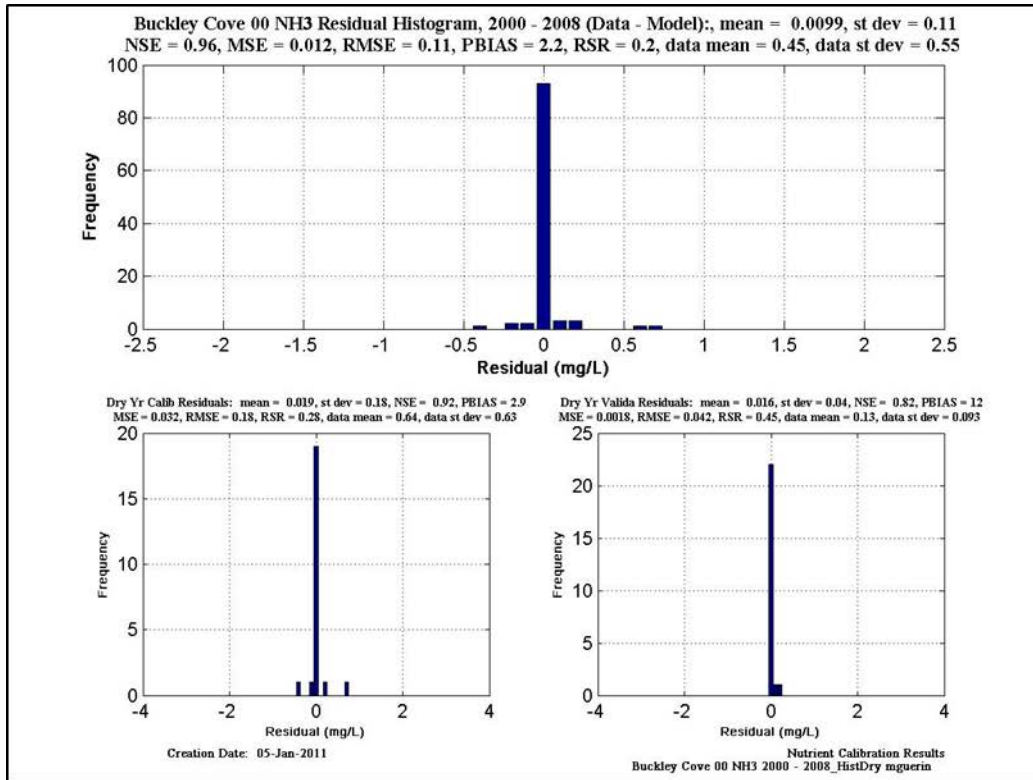 Buckley Cove 00 NH3 Residual Histogram, 2000 - 2008 (Data - Model):, mean = 0.0099, st dev = 0.11
NSE = 0.96, MSE = 0.012, RMSE = 0.11, PBIAS = 2.2, RSR = 0.2, data mean = 0.45, data st dev = 0.55
100
80
60
40
20
0
Frequency
-2.5 -2 -1.5 -1 -0.5 0 0.5 1 1.5 2 2.5
Residual (mg/L)
Dry Yr Calib Residuals: mean = 0.019, st dev = 0.18, NSE = 0.92, PBIAS = 2.9
MSE = 0.032, RMSE = 0.18, RSR = 0.28, data mean = 0.64, data st dev = 0.63
20
15
10
5
0
Frequency
-4 -2 0 2 4
Residual (mg/L)
Creation Date: 05-Jan-2011
Dry Yr Valida Residuals: mean = 0.016, st dev = 0.04, NSE = 0.82, PBIAS = 12
MSE = 0.0018, RMSE = 0.042, RSR = 0.45, data mean = 0.13, data st dev = 0.093
25
20
15
10
5
0
Frequency
-4 -2 0 2 4
Residual (mg/L)
Nutrient Calibration Results
Buckley Cove 00 NH3 2000 - 2008_HistDry mguerin